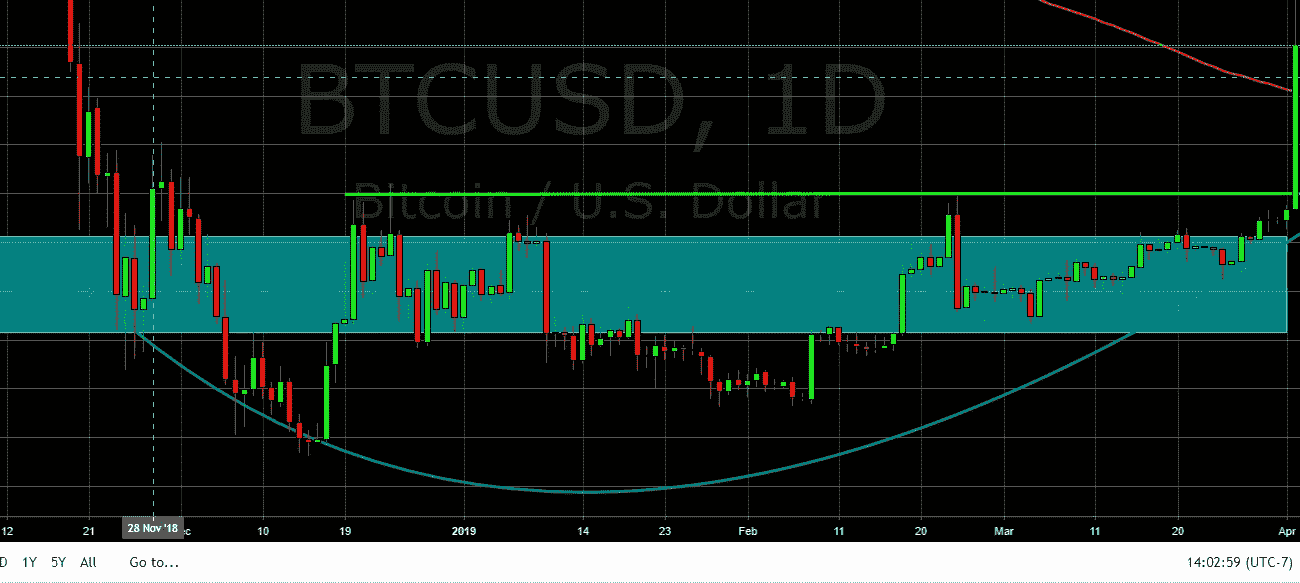 BTCUSD, 1D
Bitcoin / U.S. Dollar
12 21 28 Nov '18 ec 10 19 2019 14 23 Feb 11 20 Mar 11 20 Apr
D 1Y 5Y All Go to... 14:02:59 (UTC-7)